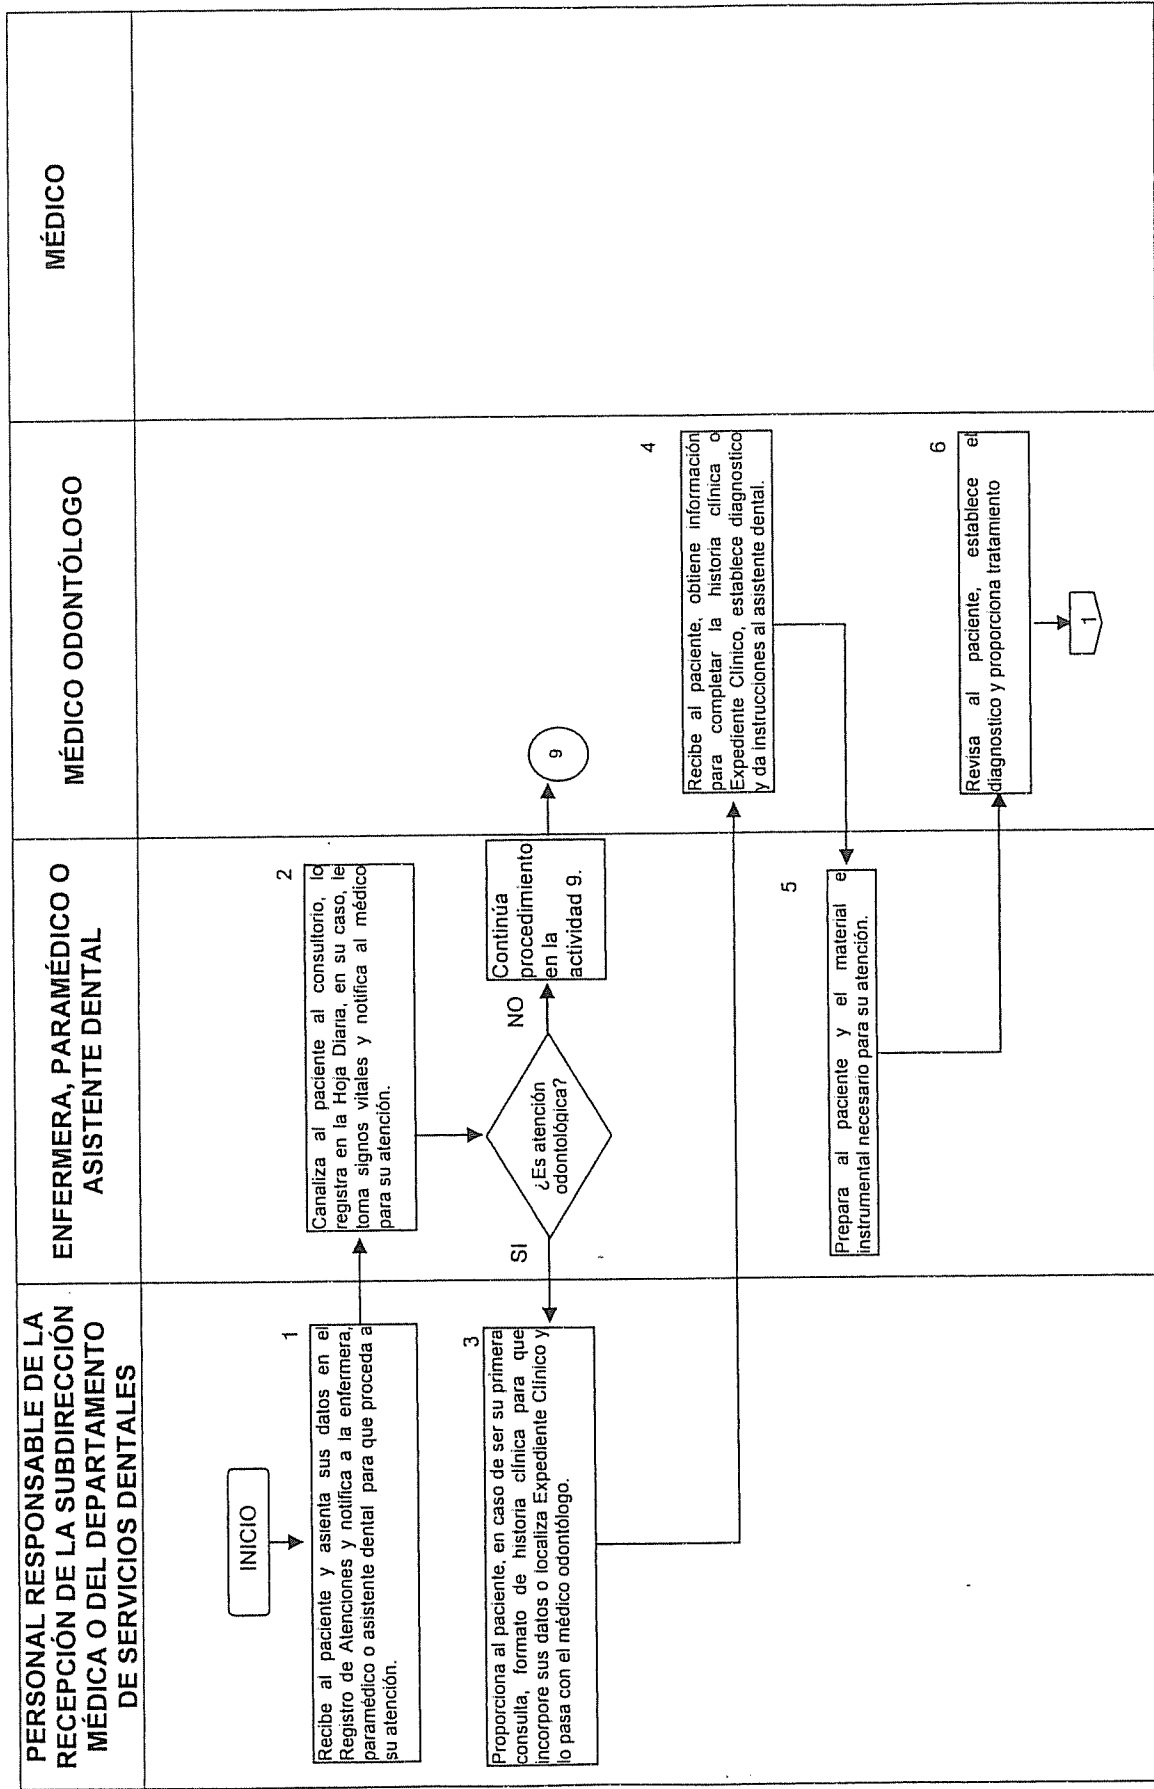 PERSONAL RESPONSABLE DE LA
RECEPCIÓN DE LA SUBDIRECCIÓN
MÉDICA O DEL DEPARTAMENTO
DE SERVICIOS DENTALES
ENFERMERA, PARAMÉDICO O
ASISTENTE DENTAL
MÉDICO ODONTÓLOGO
MÉDICO
INICIO
1
Recibe al paciente y asienta sus datos en el
Registro de Atenciones y notifica a la enfermera,
paramédico o asistente dental para que proceda a
su atención.
2
Canaliza al paciente al consultorio, lo
registra en la Hoja Diaria, en su caso, le
toma signos vitales y notifica al médico
para su atención.
¿Es atención
odontológica?
NO
Continúa
procedimiento
en la
actividad 9.
9
SI
3
Proporciona al paciente, en caso de ser su primera
consulta, formato de historia clínica para que
incorpore sus datos o localiza Expediente Clínico y
lo pasa con el médico odontólogo.
4
Recibe al paciente, obtiene información
para completar la historia clínica o
Expediente Clínico, establece diagnostico
y da instrucciones al asistente dental.
5
Prepara al paciente y el material e
instrumental necesario para su atención.
6
Revisa al paciente, establece el
diagnostico y proporciona tratamiento
1